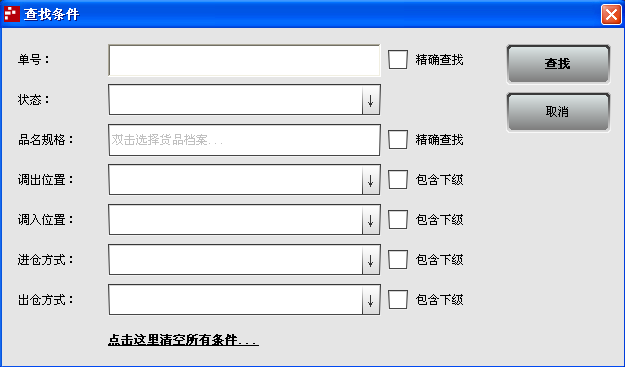 查找条件
单号：
精确查找
查找
状态：
↓
取消
品名规格：
双击选择货品档案...
精确查找
调出位置：
↓
包含下级
调入位置：
↓
包含下级
进仓方式：
↓
包含下级
出仓方式：
↓
包含下级
点击这里清空所有条件...